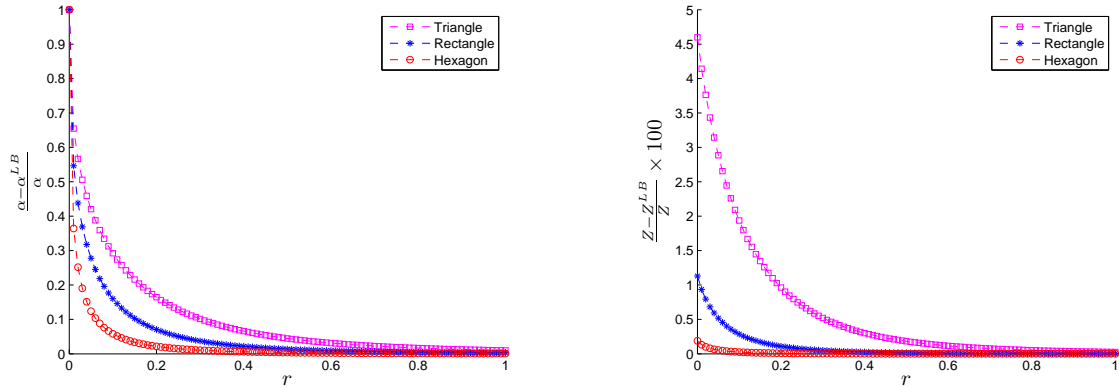 1
0.9
0.8
0.7
0.6
0.5
0.4
0.3
0.2
0.1
0
0 0.2 0.4 0.6 0.8 1
r
α−α^{LB}
α
Triangle
Rectangle
Hexagon
5
4.5
4
3.5
3
2.5
2
1.5
1
0.5
0
0 0.2 0.4 0.6 0.8 1
r
Z−Z^{LB}
Z × 100
Triangle
Rectangle
Hexagon